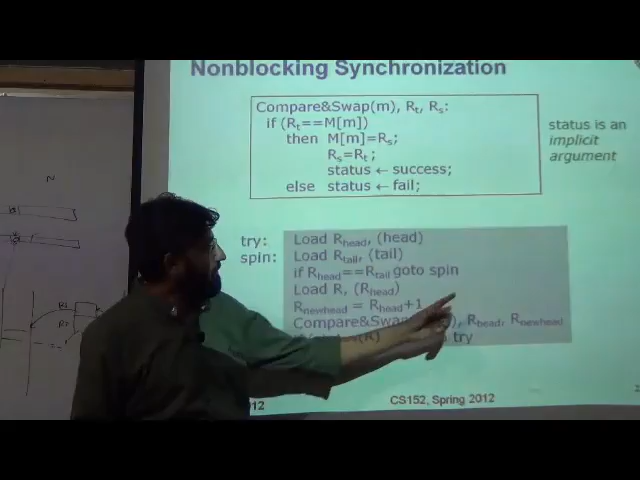 Nonblocking Synchronization
Compare&Swap(m), Rt, Rs:
if (Rt==M[m])
then M[m]=Rs;
Rs=Rt;
status ← success;
else status ← fail;
status is an
implicit
argument
try: Load Rhead, (head)
spin: Load Rtail, (tail)
if Rhead==Rtail goto spin
Load R, (Rhead)
Rnewhead = Rhead+1
Compare&Swap Rhead, Rnewhead
try
CS152, Spring 2012